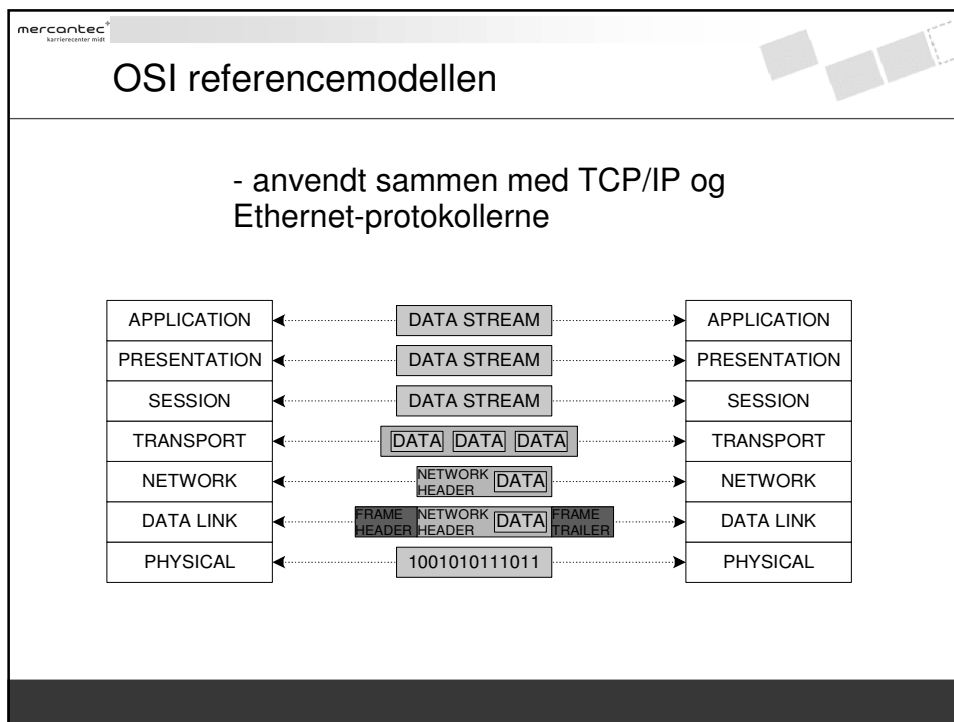 mercantec+
karrierecenter midt
OSI referencemodellen
- anvendt sammen med TCP/IP og
Ethernet-protokollerne
APPLICATION DATA STREAM APPLICATION
PRESENTATION DATA STREAM PRESENTATION
SESSION DATA STREAM SESSION
TRANSPORT DATA DATA DATA TRANSPORT
NETWORK NETWORK HEADER DATA NETWORK
DATA LINK FRAME HEADER NETWORK HEADER DATA FRAME TRAILER DATA LINK
PHYSICAL 1001010111011 PHYSICAL